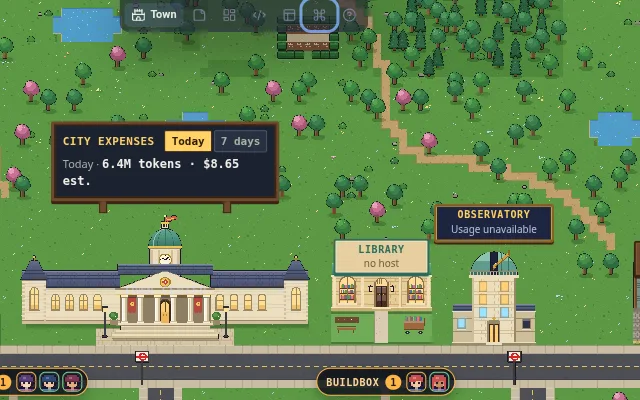 Town
CITY EXPENSES Today 7 days
Today · 6.4M tokens · $8.65
est.
OBSERVATORY
Usage unavailable
LIBRARY
no host
1
BUILDBOX 1